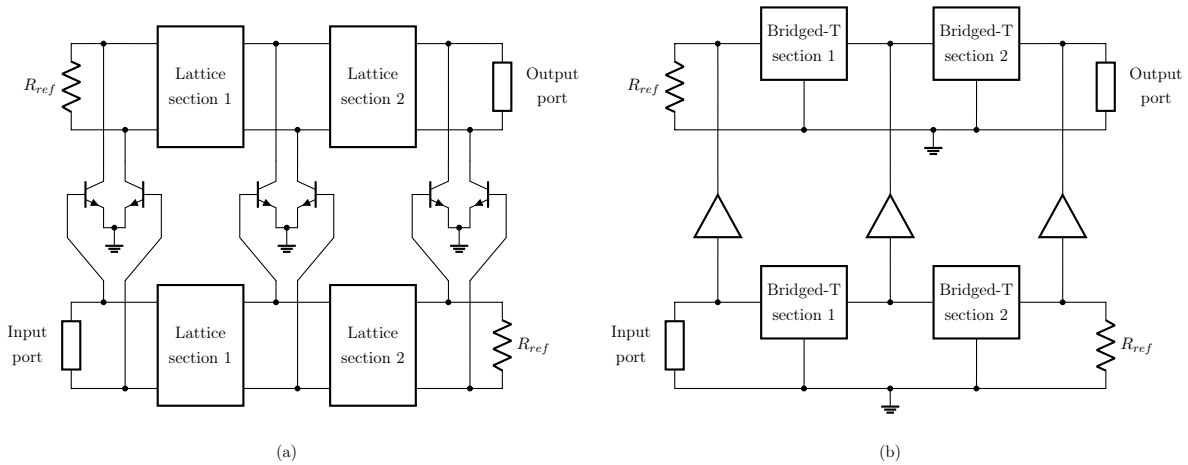 R_ref
Lattice
section 1
Lattice
section 2
Output
port
Input
port
Lattice
section 1
Lattice
section 2
R_ref
(a)
R_ref
Bridged-T
section 1
Bridged-T
section 2
Output
port
Input
port
Bridged-T
section 1
Bridged-T
section 2
R_ref
(b)